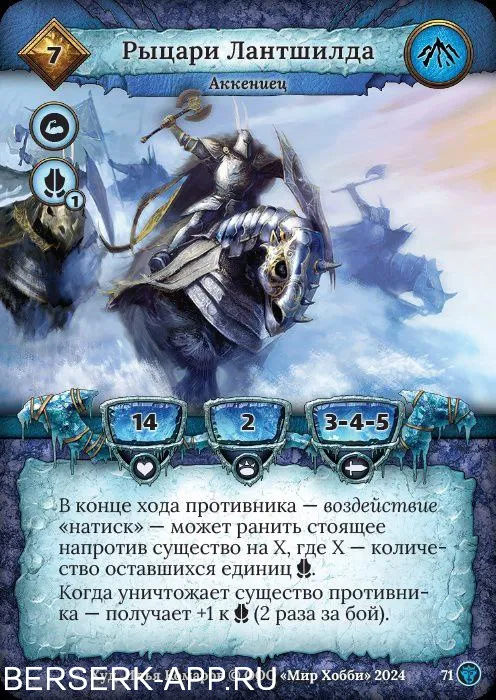 7
Рыцари Лантшилда
Аккениец
1
14
2
3-4-5
В конце хода противника — воздействие
«натиск» — может ранить стоящее
напротив существо на X, где X — количе-
ство оставшихся единиц .
Когда уничтожает существо противни-
ка — получает +1 к (2 раза за бой).
Комаров © ООО «Мир Хобби» 2024
71
BERSERK-APP.RU